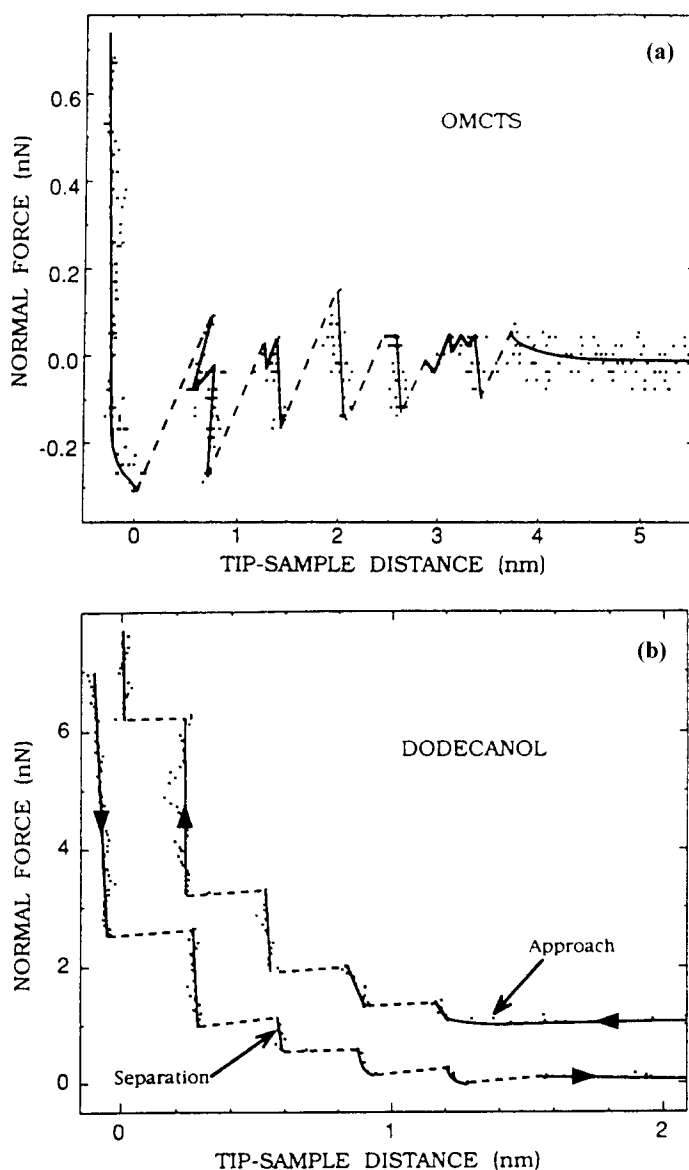 (a)
OMCTS
NORMAL FORCE (nN)
0.6
0.4
0.2
0.0
-0.2
0
1
2
3
4
5
TIP-SAMPLE DISTANCE (nm)
(b)
DODECANOL
NORMAL FORCE (nN)
6
4
2
0
Approach
Separation
0
1
2
TIP-SAMPLE DISTANCE (nm)